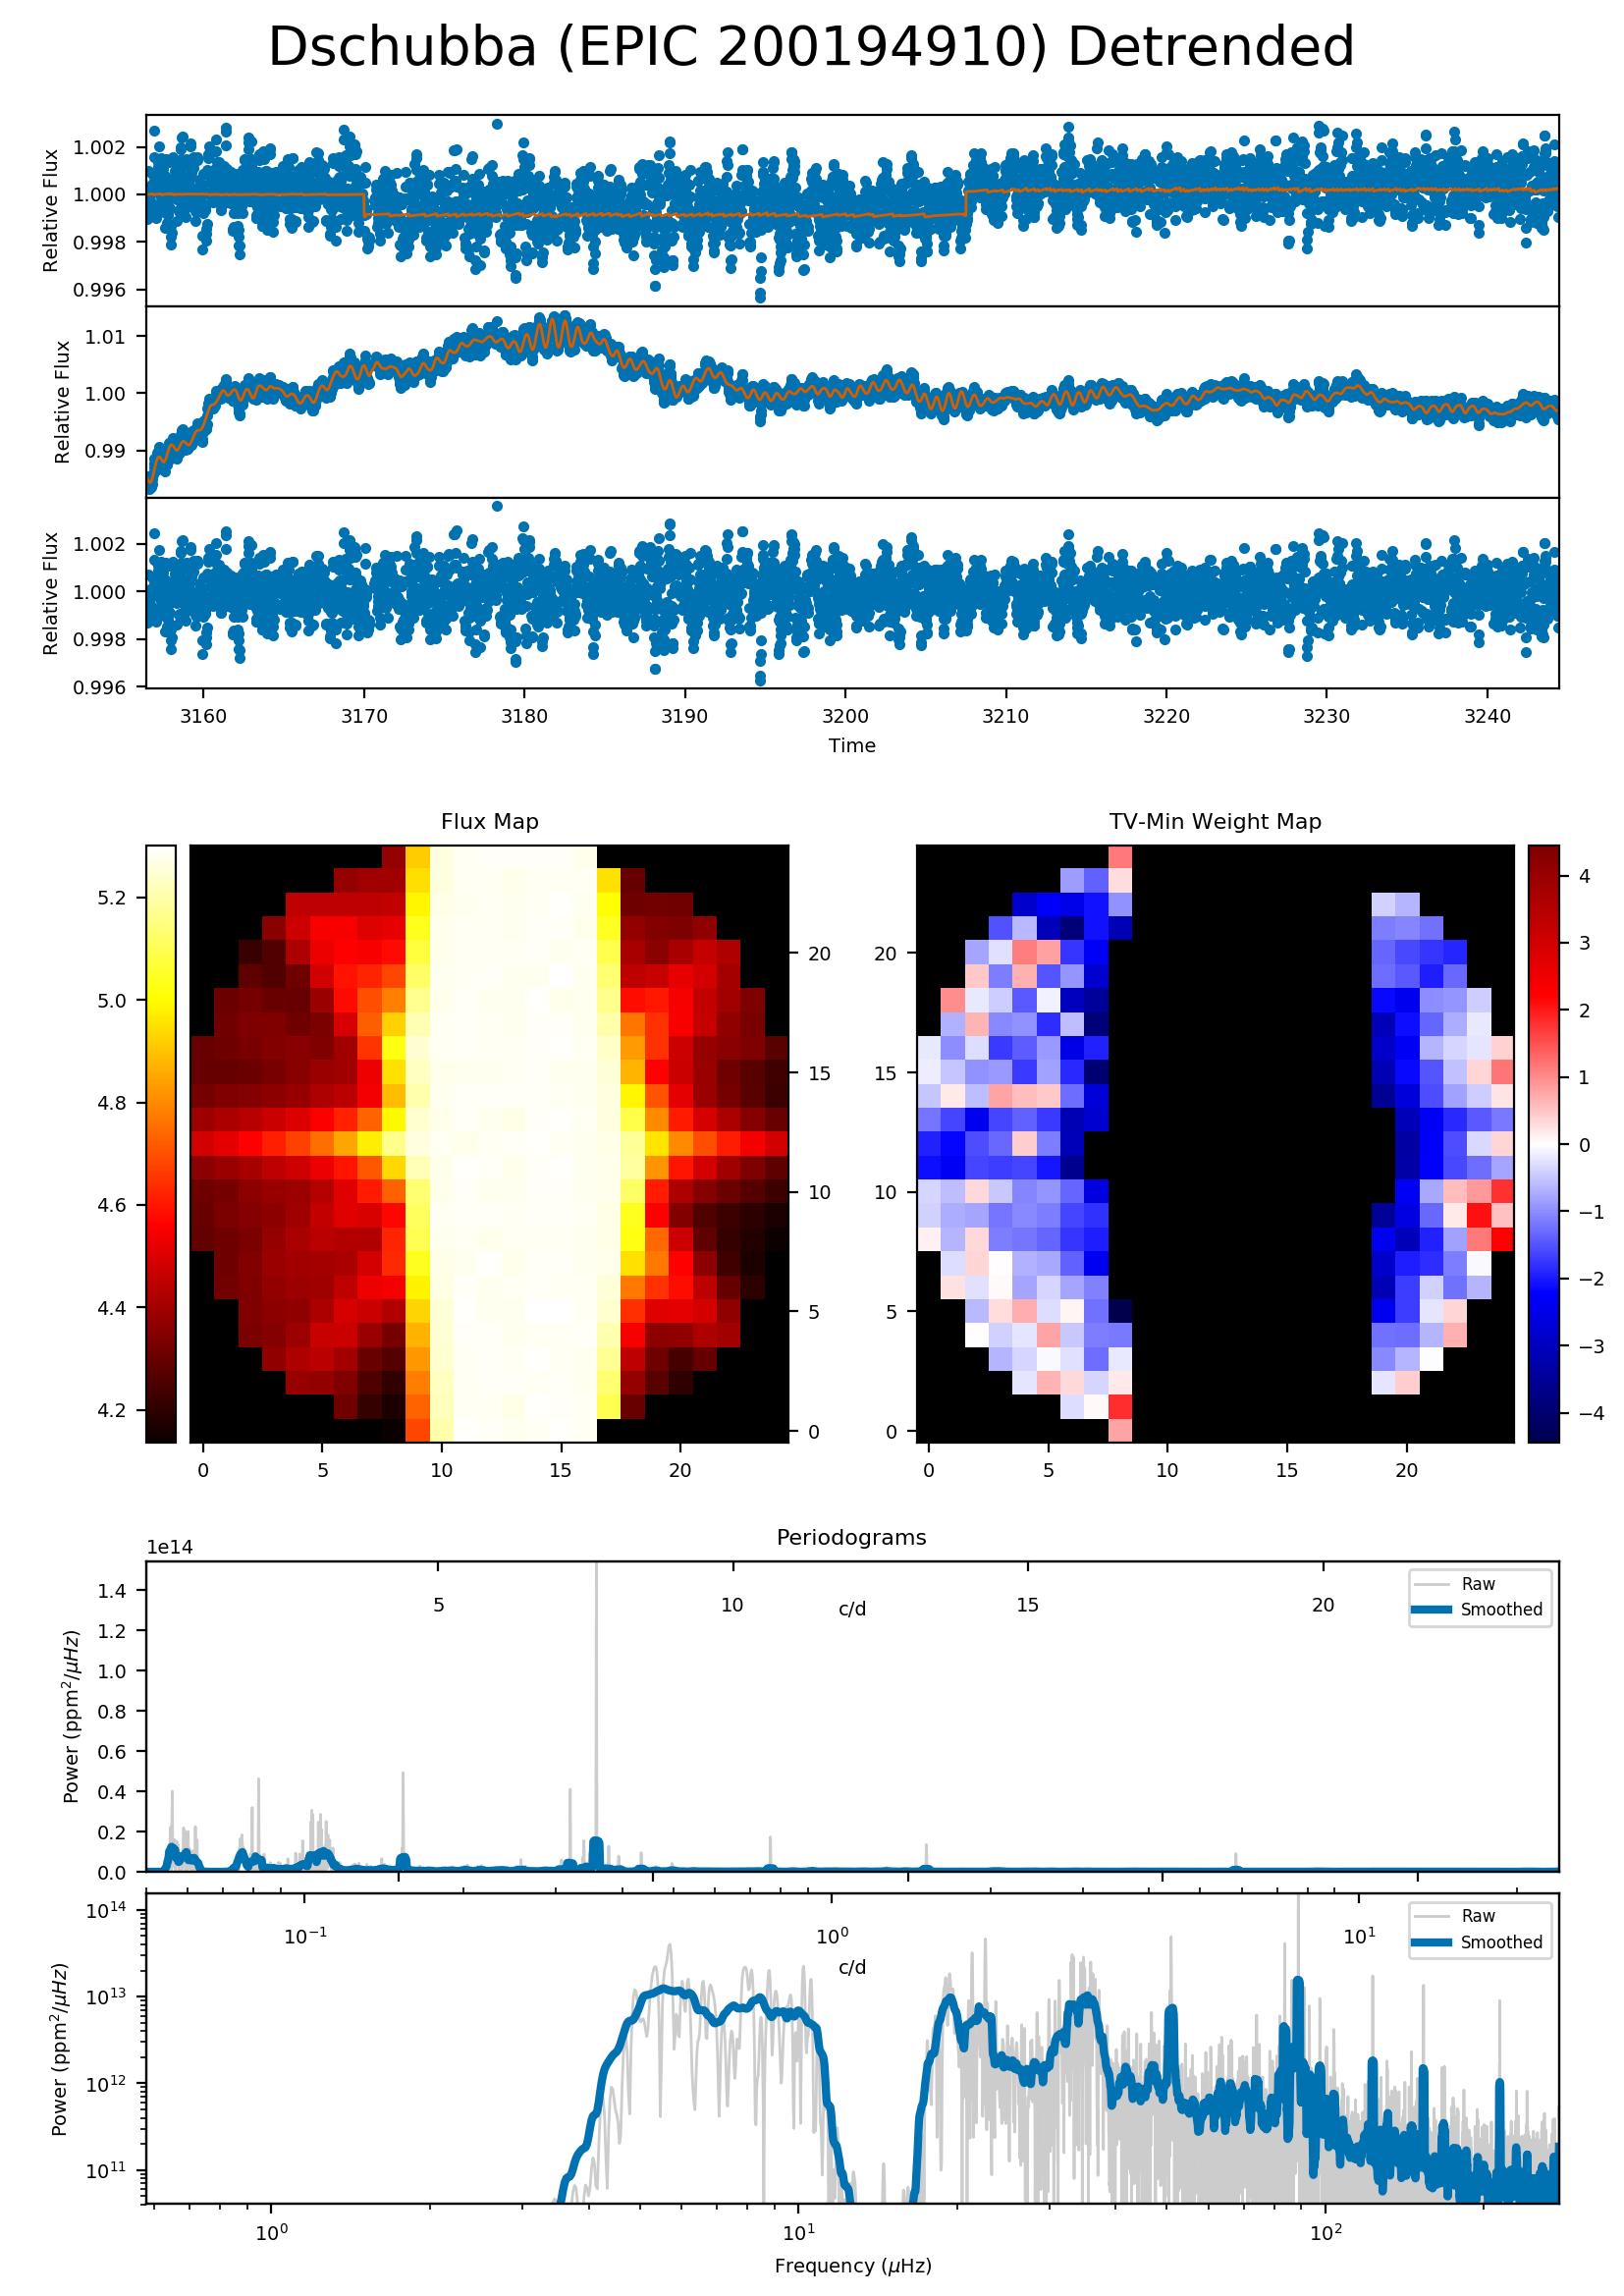 Dschubba (EPIC 200194910) Detrended
Relative Flux
1.002
1.000
0.998
0.996
Relative Flux
1.01
1.00
0.99
Relative Flux
1.002
1.000
0.998
0.996
3160 3170 3180 3190 3200 3210 3220 3230 3240
Time
Flux Map
5.2
5.0
4.8
4.6
4.4
4.2
20
15
10
5
0
0 5 10 15 20
TV-Min Weight Map
20
15
10
5
0
0 5 10 15 20
4
3
2
1
0
−1
−2
−3
−4
Periodograms
1e14
Power (ppm²/μHz)
1.4
1.2
1.0
0.8
0.6
0.4
0.2
0.0
5 10 15 20
c/d
Raw
Smoothed
Power (ppm²/μHz)
10¹⁴
10¹³
10¹²
10¹¹
10⁻¹ 10⁰ 10¹
c/d
Raw
Smoothed
10⁰ 10¹ 10²
Frequency (μHz)